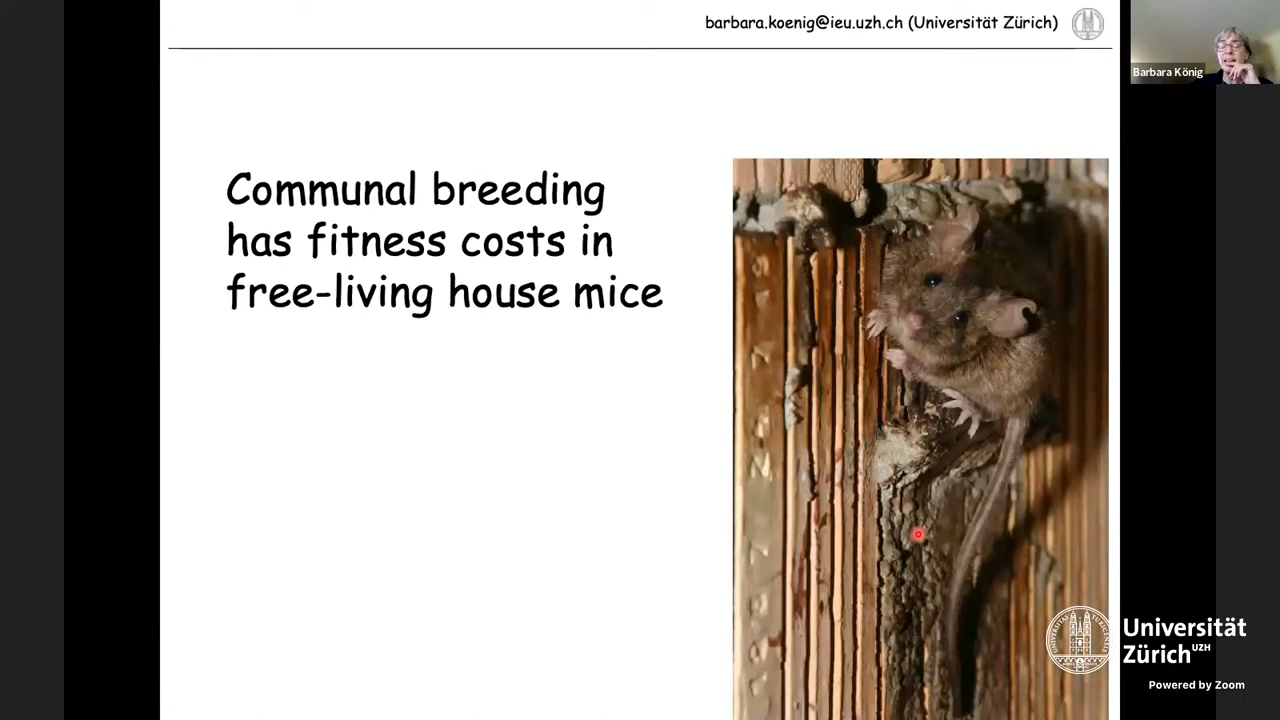 barbara.koenig@ieu.uzh.ch (Universität Zürich)
Barbara König
Communal breeding
has fitness costs in
free-living house mice
Universität
Zürich UZH
Powered by Zoom